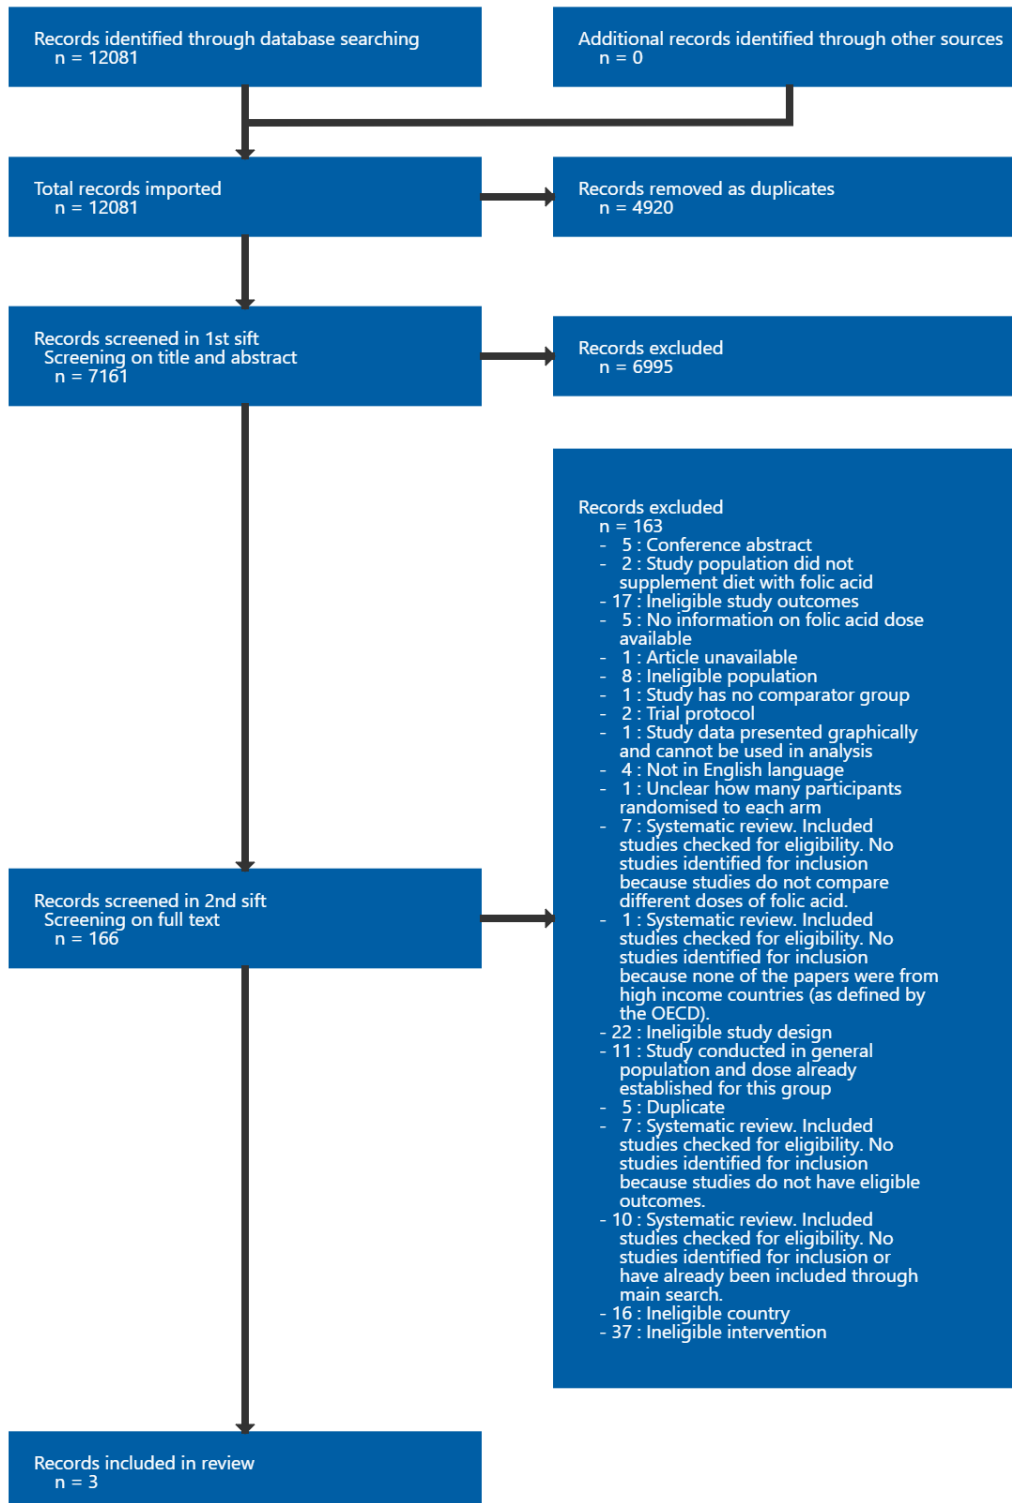 Records identified through database searching
n = 12081
Additional records identified through other sources
n = 0
Total records imported
n = 12081
Records removed as duplicates
n = 4920
Records screened in 1st sift
Screening on title and abstract
n = 7161
Records excluded
n = 6995
Records screened in 2nd sift
Screening on full text
n = 166
Records excluded
n = 163
- 5 : Conference abstract
- 2 : Study population did not
supplement diet with folic acid
- 17 : Ineligible study outcomes
- 5 : No information on folic acid dose
available
- 1 : Article unavailable
- 8 : Ineligible population
- 1 : Study has no comparator group
- 2 : Trial protocol
- 1 : Study data presented graphically
and cannot be used in analysis
- 4 : Not in English language
- 1 : Unclear how many participants
randomised to each arm
- 7 : Systematic review. Included
studies checked for eligibility. No
studies identified for inclusion
because studies do not compare
different doses of folic acid.
- 1 : Systematic review. Included
studies checked for eligibility. No
studies identified for inclusion
because none of the papers were from
high income countries (as defined by
the OECD).
- 22 : Ineligible study design
- 11 : Study conducted in general
population and dose already
established for this group
- 5 : Duplicate
- 7 : Systematic review. Included
studies checked for eligibility. No
studies identified for inclusion
because studies do not have eligible
outcomes.
- 10 : Systematic review. Included
studies checked for eligibility. No
studies identified for inclusion or
have already been included through
main search.
- 16 : Ineligible country
- 37 : Ineligible intervention
Records included in review
n = 3